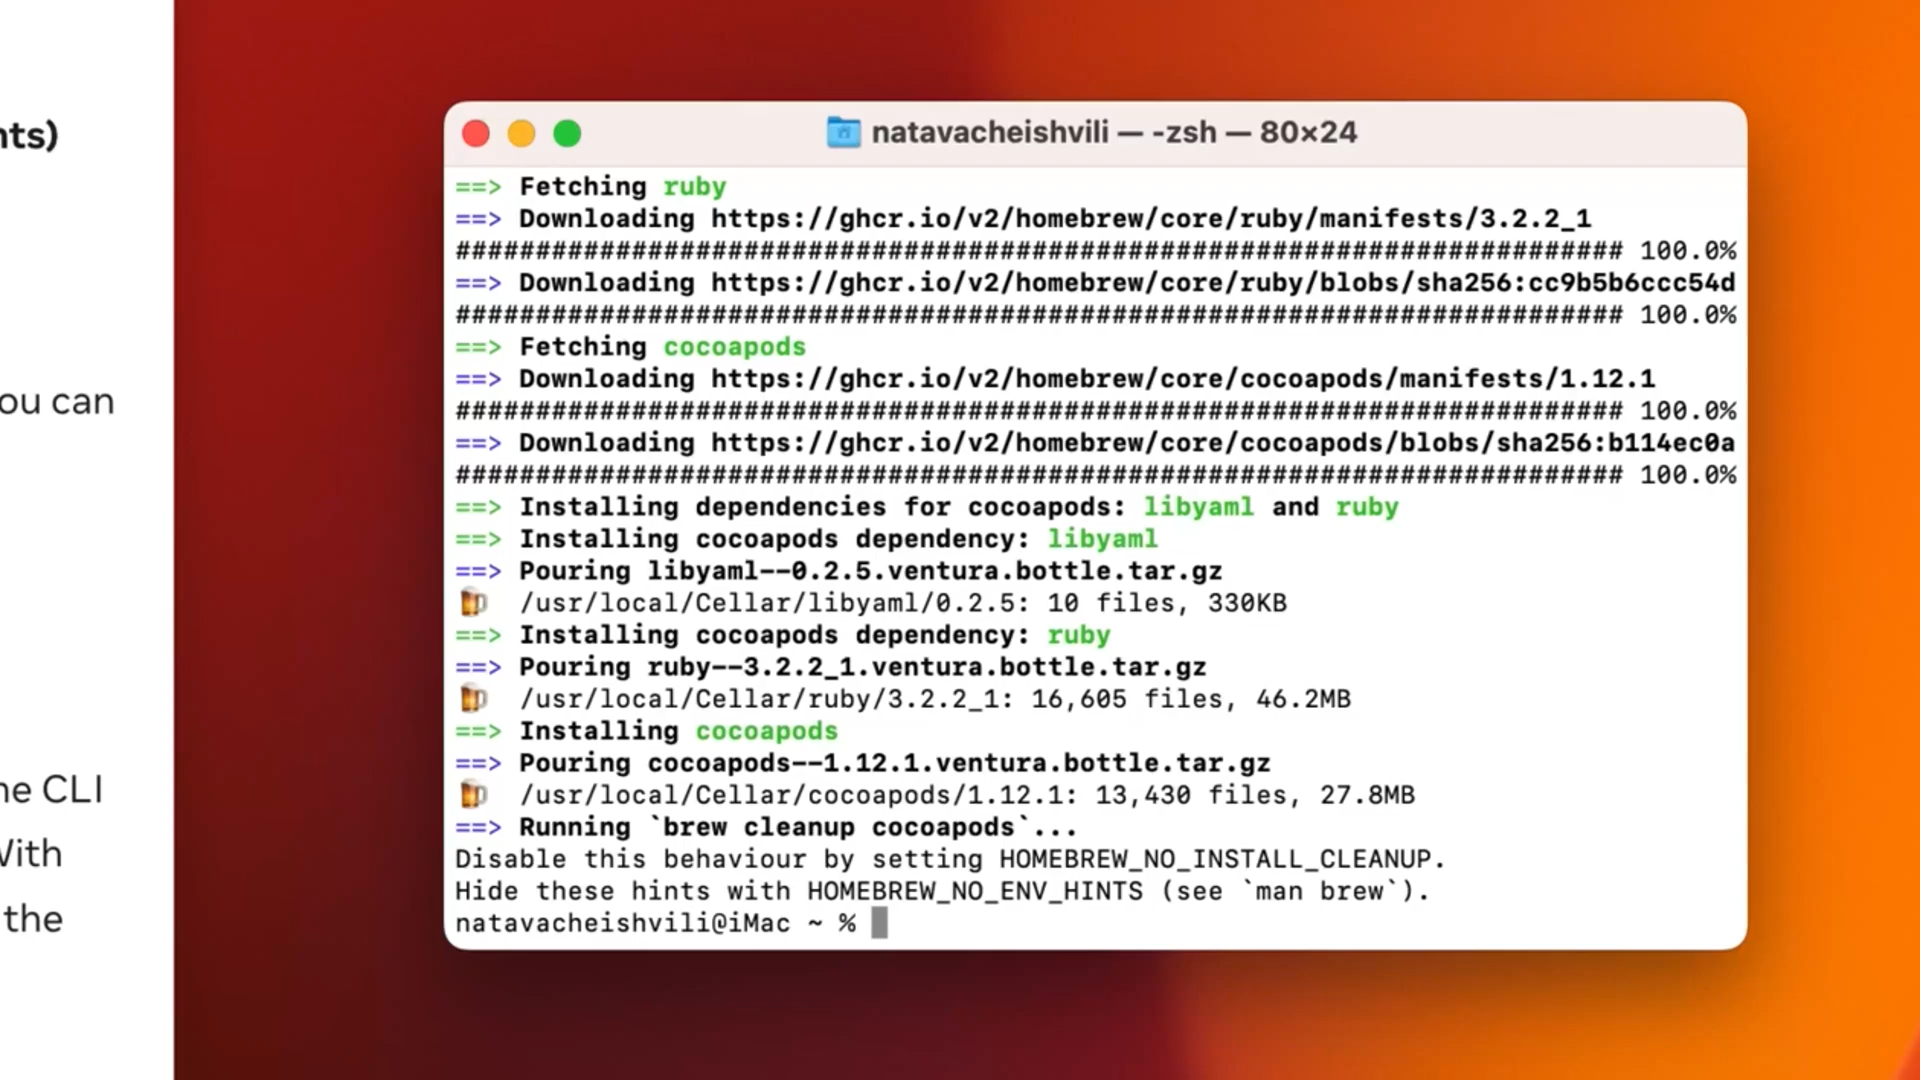 nts)
ou can
he CLI
With
the
natavacheishvili — -zsh — 80×24
==> Fetching ruby
==> Downloading https://ghcr.io/v2/homebrew/core/ruby/manifests/3.2.2_1
######################################################################### 100.0%
==> Downloading https://ghcr.io/v2/homebrew/core/ruby/blobs/sha256:cc9b5b6ccc54d
######################################################################### 100.0%
==> Fetching cocoapods
==> Downloading https://ghcr.io/v2/homebrew/core/cocoapods/manifests/1.12.1
######################################################################### 100.0%
==> Downloading https://ghcr.io/v2/homebrew/core/cocoapods/blobs/sha256:b114ec0a
######################################################################### 100.0%
==> Installing dependencies for cocoapods: libyaml and ruby
==> Installing cocoapods dependency: libyaml
==> Pouring libyaml--0.2.5.ventura.bottle.tar.gz
🍺 /usr/local/Cellar/libyaml/0.2.5: 10 files, 330KB
==> Installing cocoapods dependency: ruby
==> Pouring ruby--3.2.2_1.ventura.bottle.tar.gz
🍺 /usr/local/Cellar/ruby/3.2.2_1: 16,605 files, 46.2MB
==> Installing cocoapods
==> Pouring cocoapods--1.12.1.ventura.bottle.tar.gz
🍺 /usr/local/Cellar/cocoapods/1.12.1: 13,430 files, 27.8MB
==> Running `brew cleanup cocoapods`...
Disable this behaviour by setting HOMEBREW_NO_INSTALL_CLEANUP.
Hide these hints with HOMEBREW_NO_ENV_HINTS (see `man brew`).
natavacheishvili@iMac ~ %